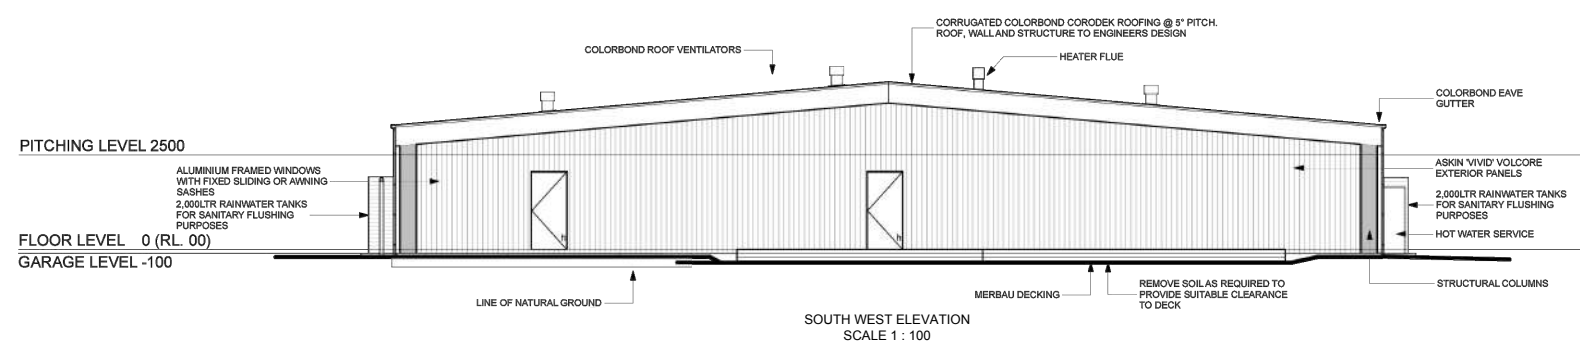 CORRUGATED COLORBOND CORODEK ROOFING @ 5° PITCH.
ROOF, WALL AND STRUCTURE TO ENGINEERS DESIGN
COLORBOND ROOF VENTILATORS
HEATER FLUE
COLORBOND EAVE
GUTTER
PITCHING LEVEL 2500
ALUMINIUM FRAMED WINDOWS
WITH FIXED SLIDING OR AWNING
SASHES
2,000LTR RAINWATER TANKS
FOR SANITARY FLUSHING
PURPOSES
ASKIN 'VIVID' VOLCORE
EXTERIOR PANELS
2,000LTR RAINWATER TANKS
FOR SANITARY FLUSHING
PURPOSES
HOT WATER SERVICE
FLOOR LEVEL 0 (RL. 00)
GARAGE LEVEL -100
LINE OF NATURAL GROUND
MERBAU DECKING
REMOVE SOIL AS REQUIRED TO
PROVIDE SUITABLE CLEARANCE
TO DECK
STRUCTURAL COLUMNS
SOUTH WEST ELEVATION
SCALE 1 : 100